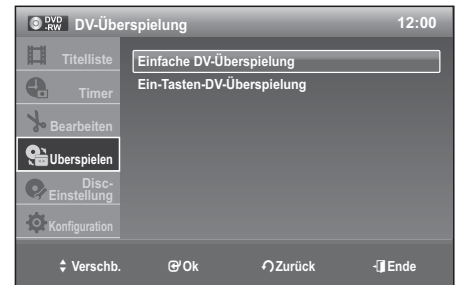 DVD-RW DV-Überspielung 12:00
Titelliste
Timer
Bearbeiten
Uberspielen
Disc-
Einstellung
Konfiguration
Einfache DV-Überspielung
Ein-Tasten-DV-Überspielung
Verschb. Ok Zurück Ende